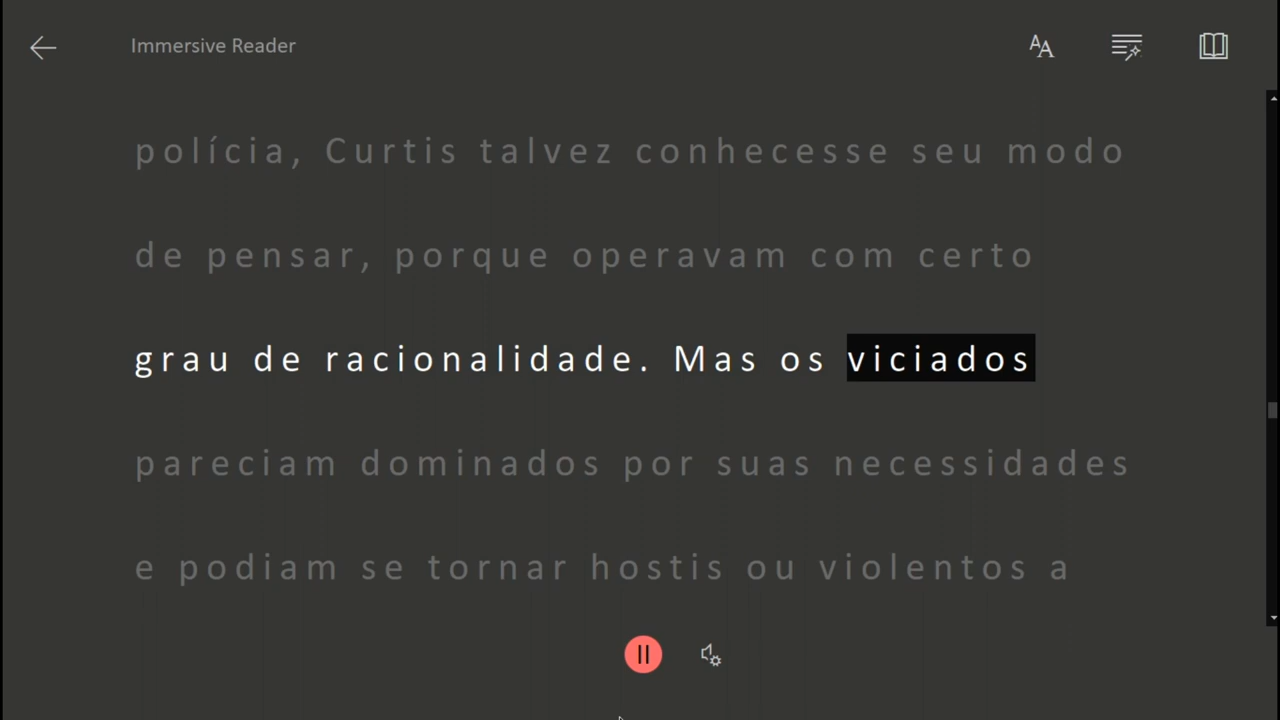 Immersive Reader
polícia, Curtis talvez conhecesse seu modo
de pensar, porque operavam com certo
grau de racionalidade. Mas os viciados
pareciam dominados por suas necessidades
e podiam se tornar hostis ou violentos a